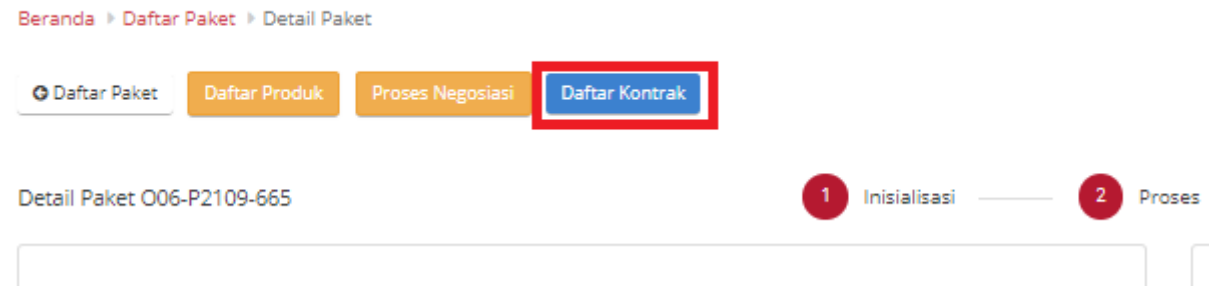 Beranda Daftar Paket Detail Paket
Daftar Paket Daftar Produk Proses Negosiasi Daftar Kontrak
Detail Paket O06-P2109-665 1 Inisialisasi 2 Proses